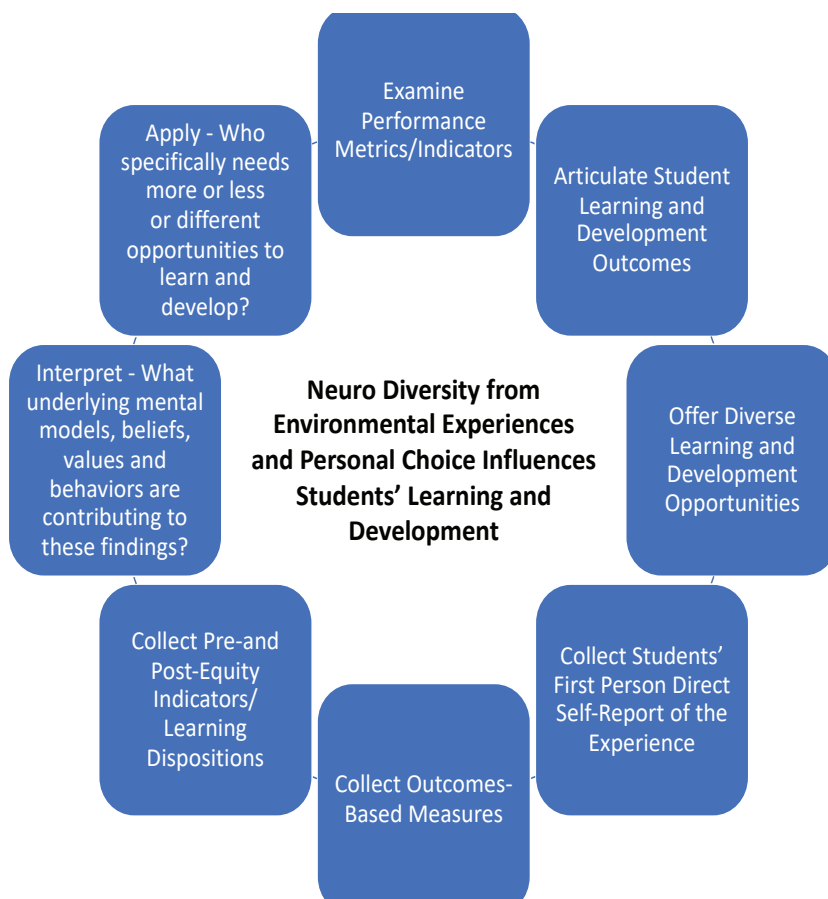 Examine
Performance
Metrics/Indicators
Articulate Student
Learning and
Development
Outcomes
Offer Diverse
Learning and
Development
Opportunities
Collect Students’
First Person Direct
Self-Report of the
Experience
Collect Outcomes-
Based Measures
Collect Pre-and
Post-Equity
Indicators/
Learning
Dispositions
Interpret - What
underlying mental
models, beliefs,
values and
behaviors are
contributing to
these findings?
Apply - Who
specifically needs
more or less
or different
opportunities to
learn and
develop?
Neuro Diversity from
Environmental Experiences
and Personal Choice Influences
Students’ Learning and
Development